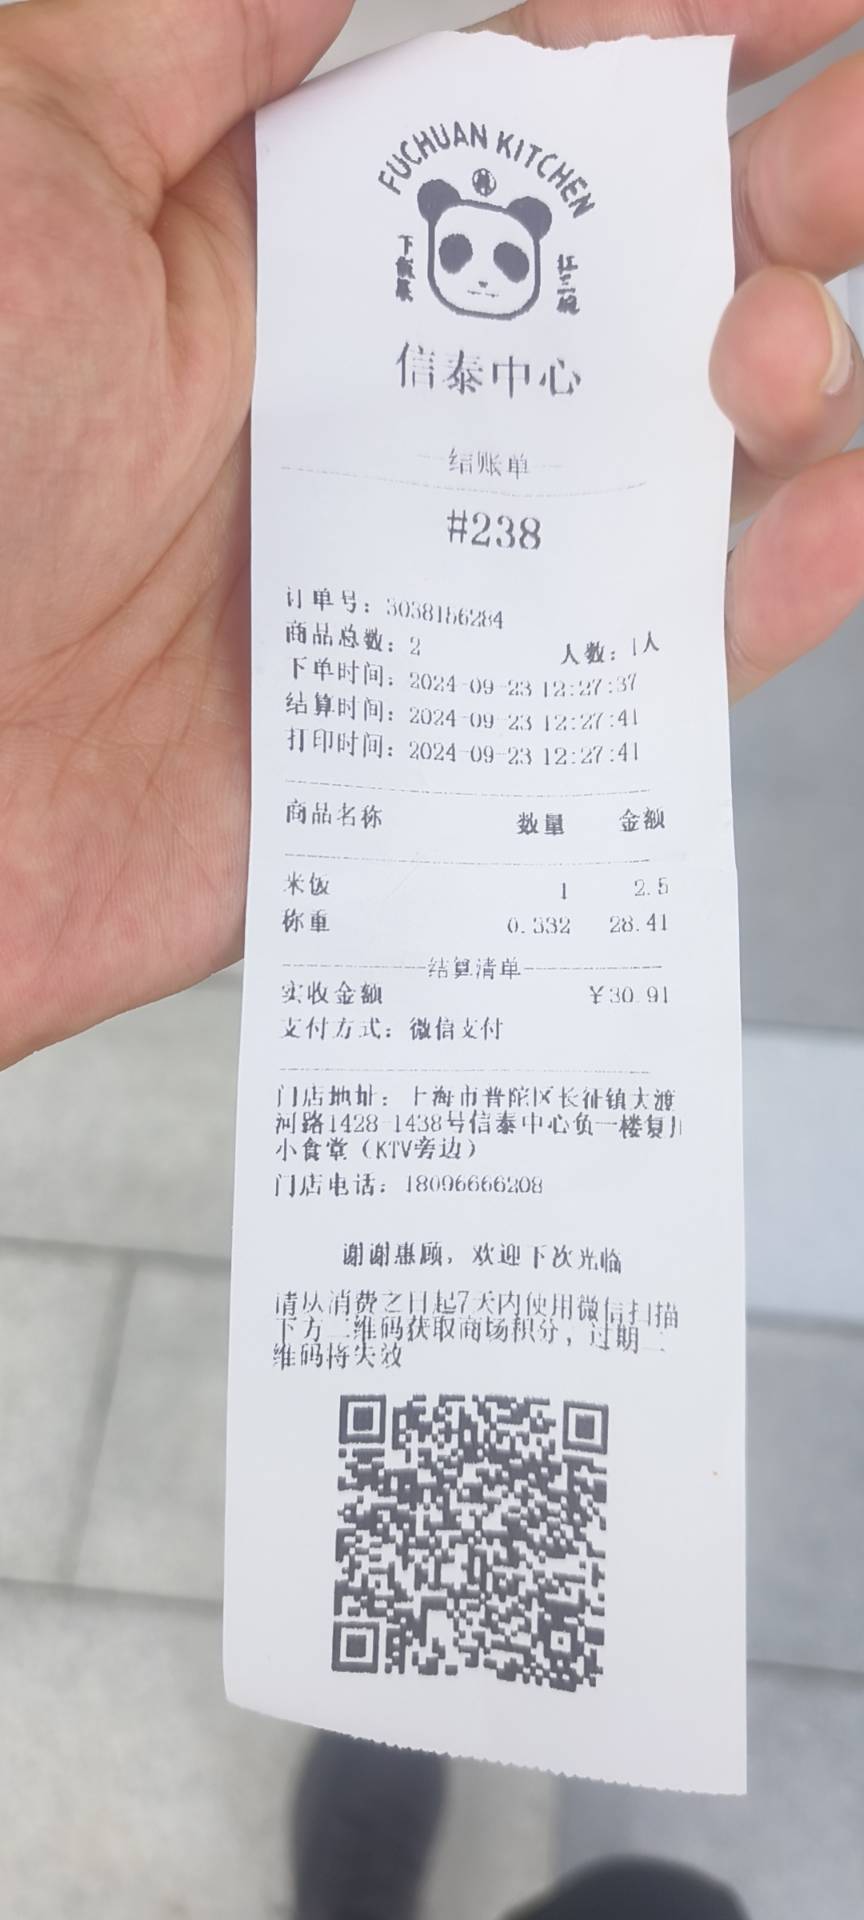 FUCHUAN KITCHEN
下饭菜
扛三碗
信泰中心
结账单
#238
订单号：3038156284
商品总数：2 人数：1人
下单时间：2024-09-23 12:27:37
结算时间：2024-09-23 12:27:41
打印时间：2024-09-23 12:27:41
商品名称 数量 金额
米饭 1 2.5
称重 0.332 28.41
结算清单
实收金额 ￥30.91
支付方式：微信支付
门店地址：上海市普陀区长征镇大渡
河路1428-1438号信泰中心负一楼复川
小食堂（KTV旁边）
门店电话：18096666208
谢谢惠顾，欢迎下次光临
请从消费之日起7天内使用微信扫描
下方二维码获取商场积分，过期二
维码将失效